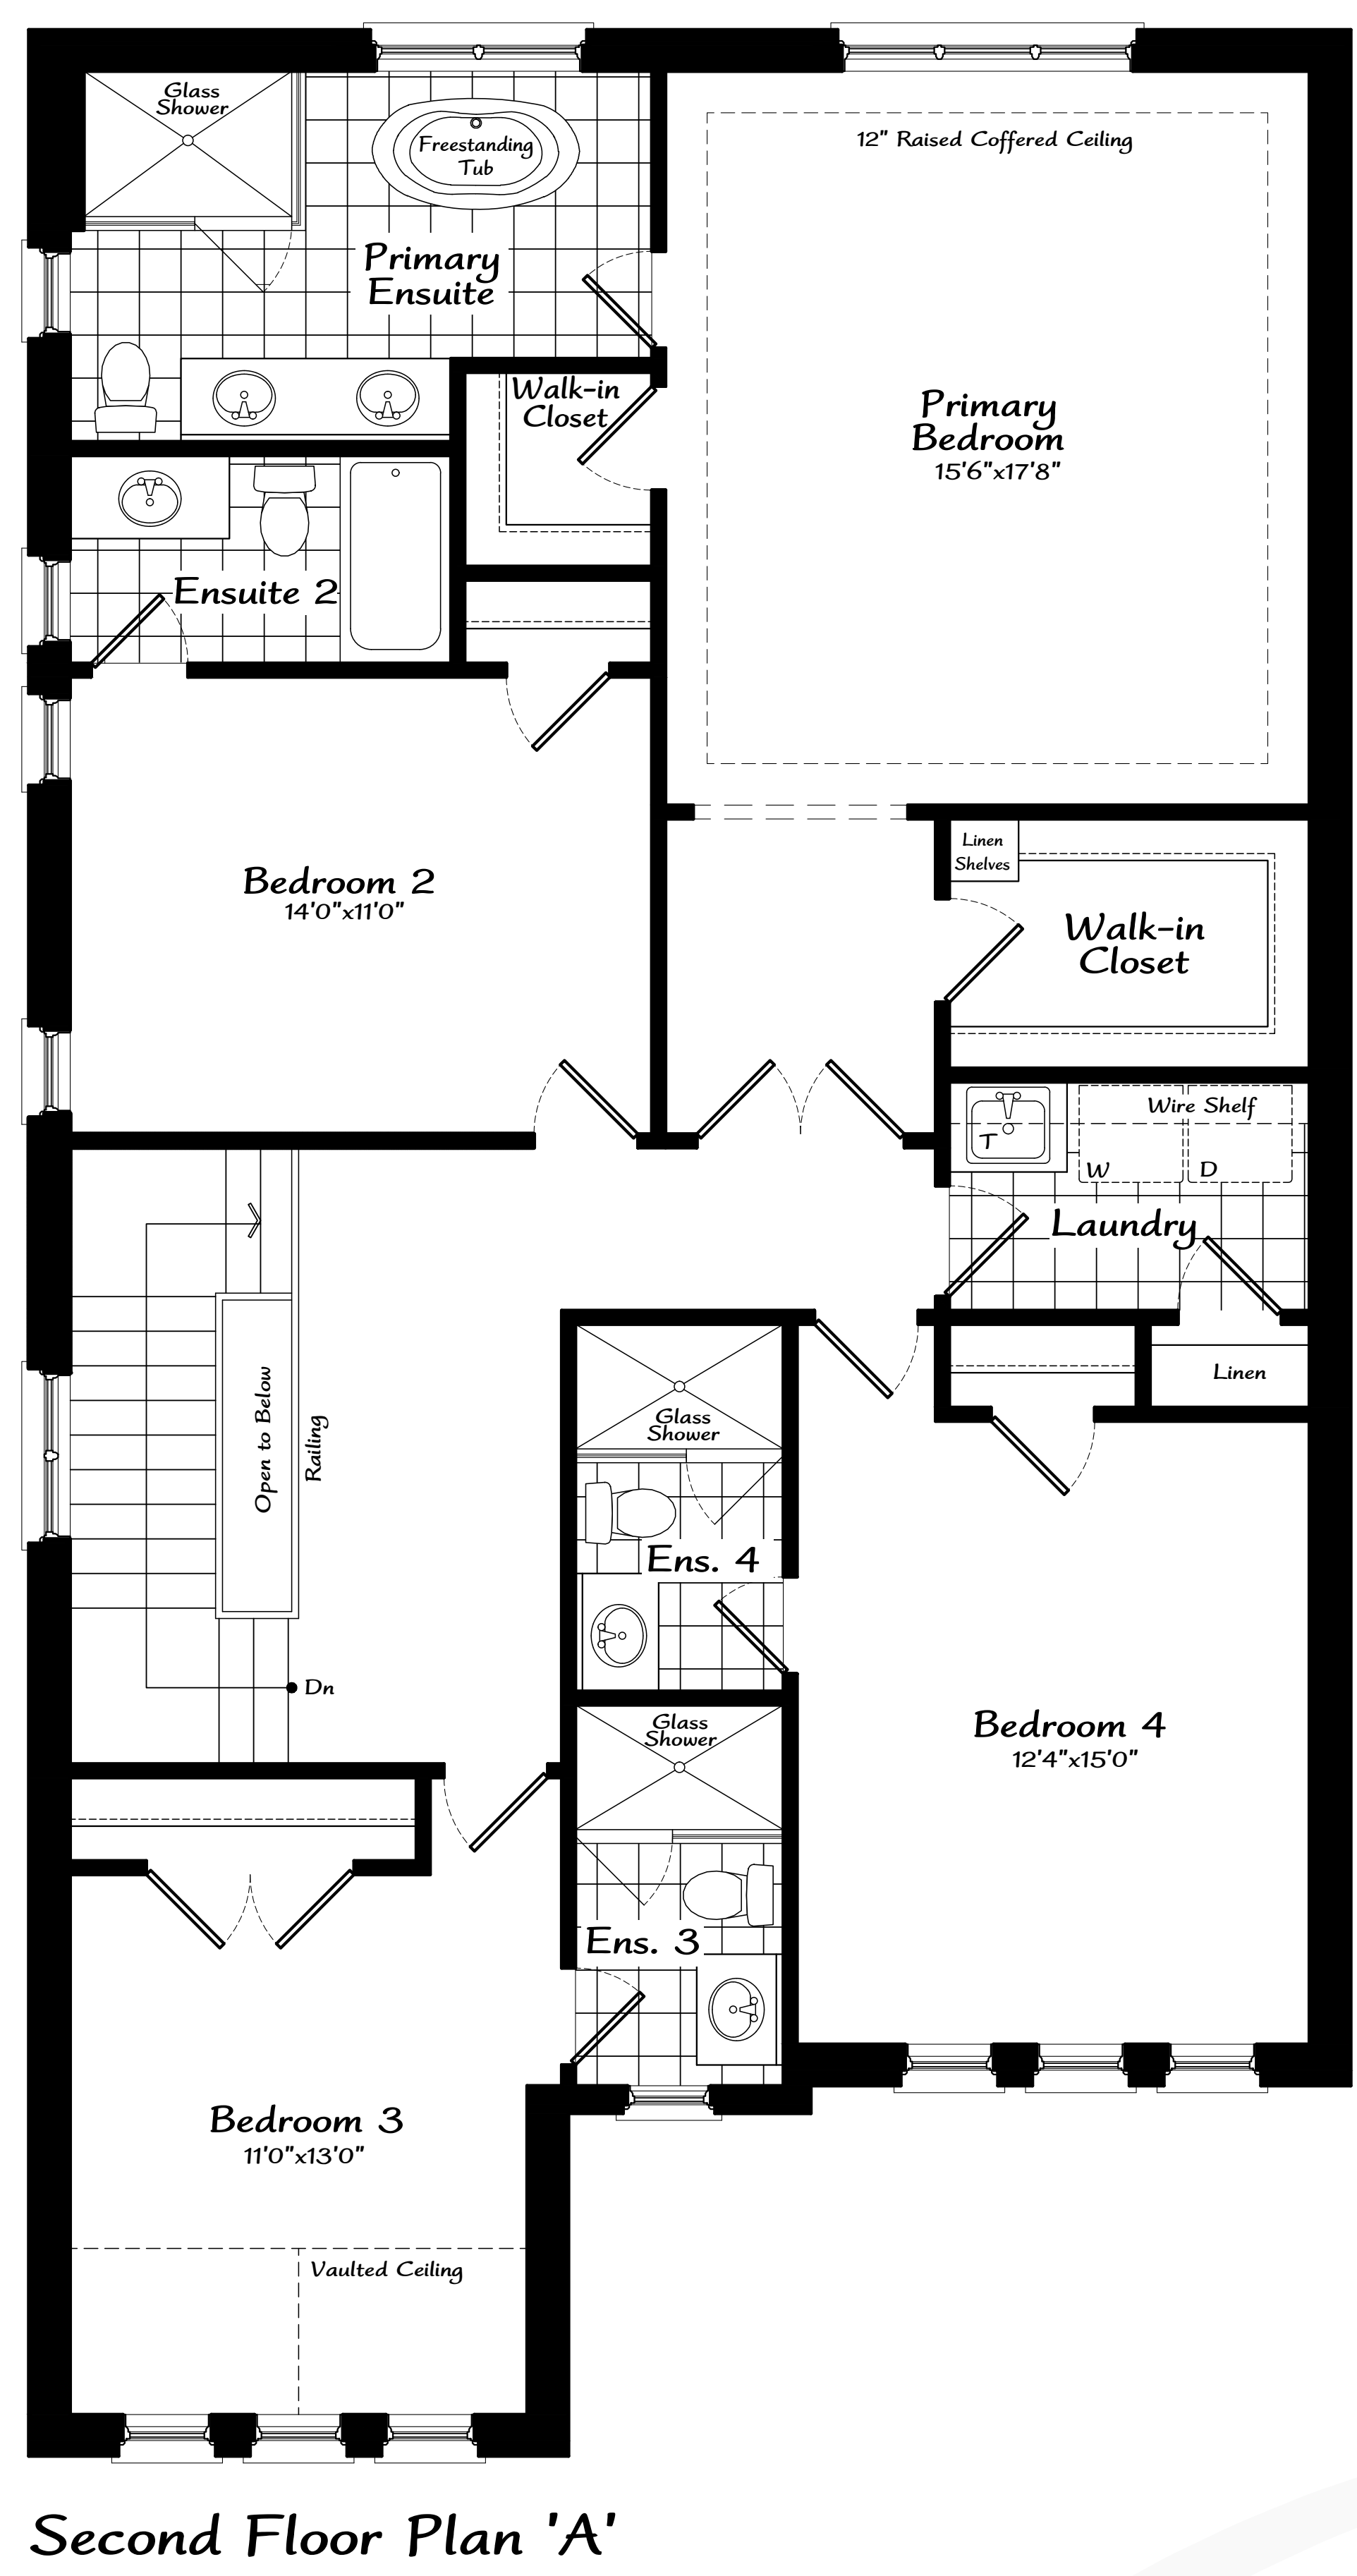 Glass
Shower
Freestanding
Tub
12" Raised Coffered Ceiling
Primary
Ensuite
Walk-in
Closet
Primary
Bedroom
15'6"x17'8"
Ensuite 2
Linen
Shelves
Bedroom 2
14'0"x11'0"
Walk-in
Closet
Wire Shelf
T
W
D
Laundry
Linen
Open to Below
Railing
Glass
Shower
Ens. 4
Dn
Glass
Shower
Bedroom 4
12'4"x15'0"
Ens. 3
Bedroom 3
11'0"x13'0"
Vaulted Ceiling
Second Floor Plan 'A'